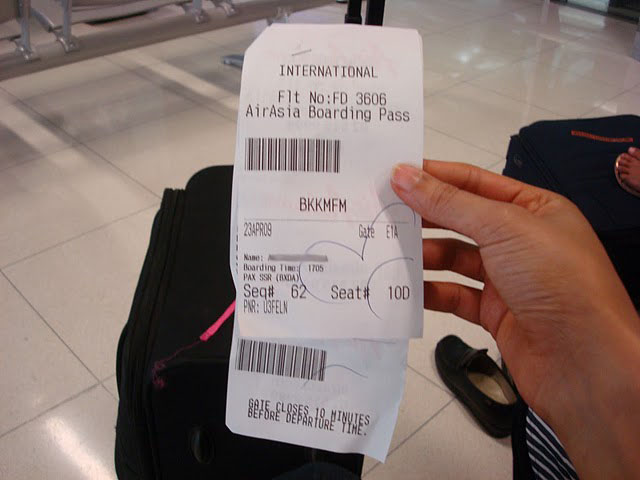 INTERNATIONAL
Flt No:FD 3606
AirAsia Boarding Pass
BKKMFM
23APR09 Gate E1A
Name:
Boarding Time: 1705
PAX SSR (BXDA)
Seq# 62 Seat# 10D
PNR: U3FELN
GATE CLOSES 10 MINUTES
BEFORE DEPARTURE TIME.